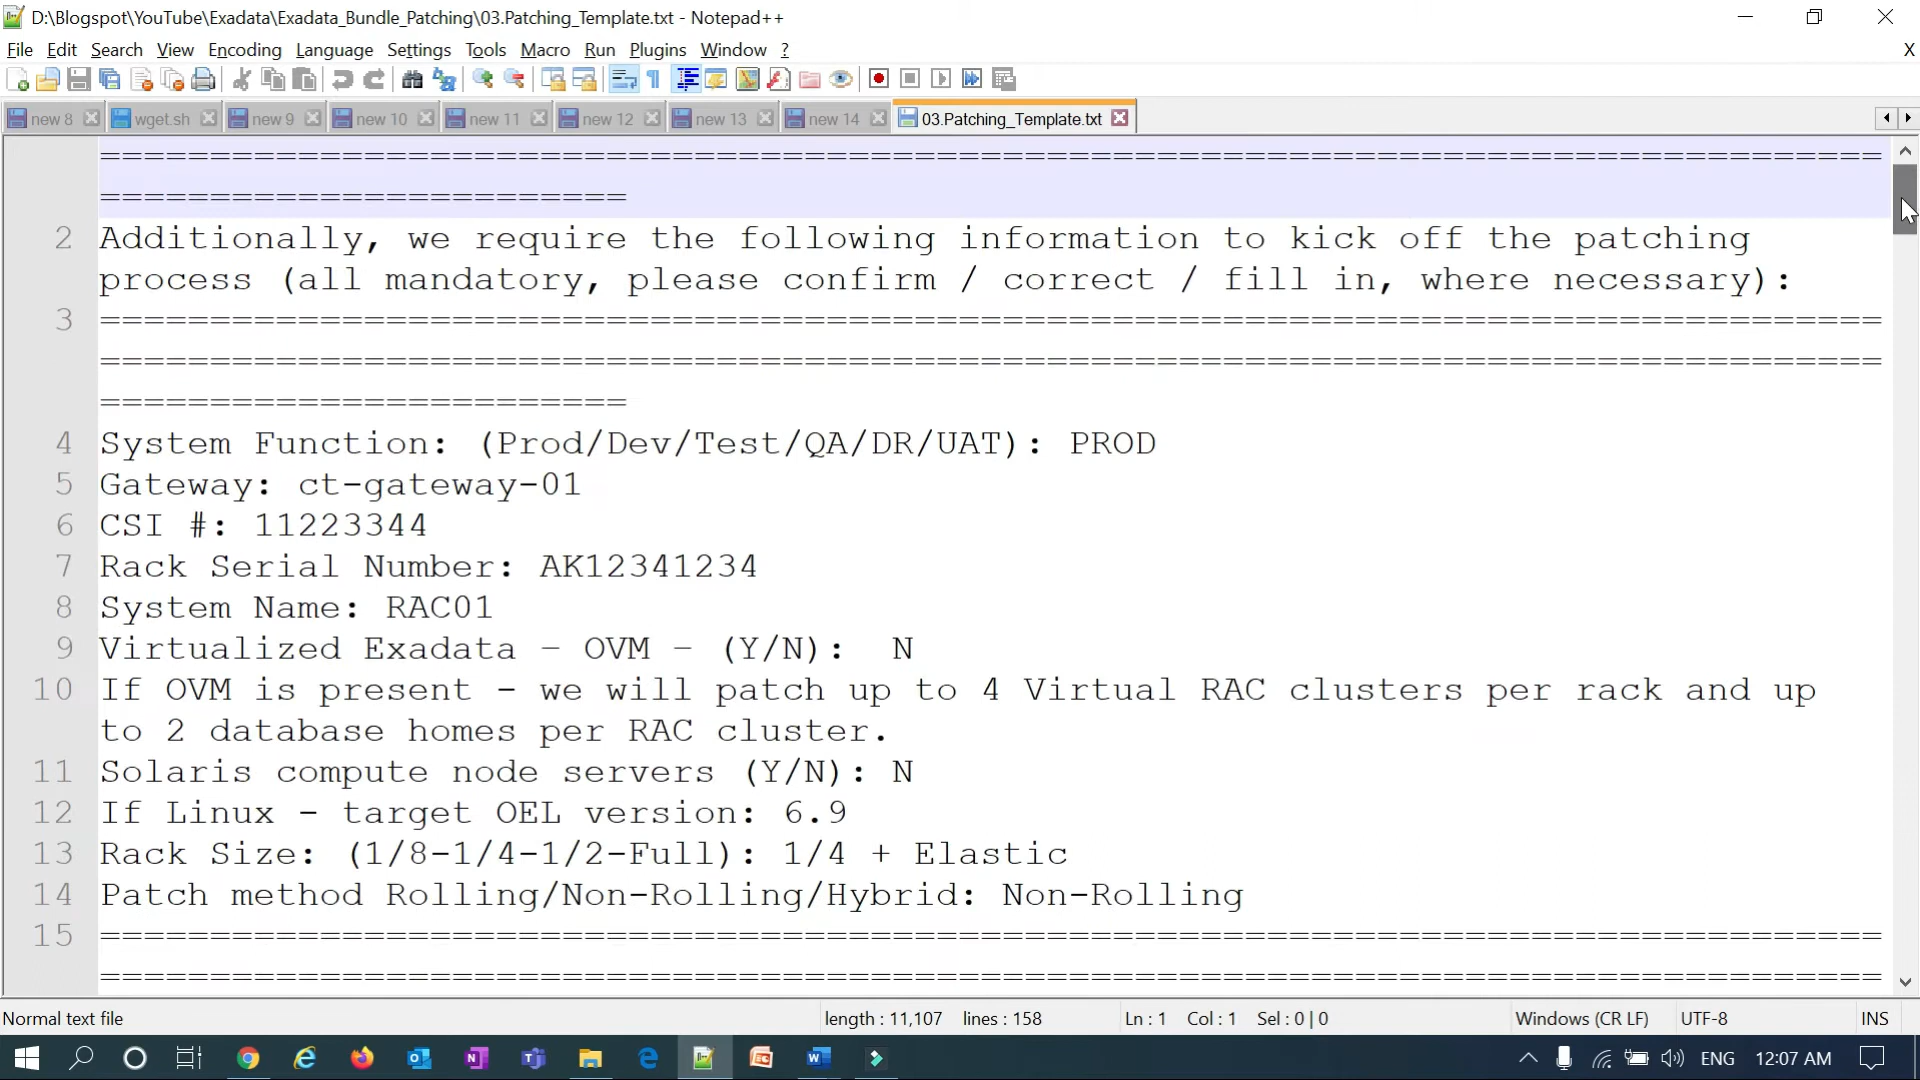 D:\Blogspot\YouTube\Exadata\Exadata_Bundle_Patching\03.Patching_Template.txt - Notepad++
File Edit Search View Encoding Language Settings Tools Macro Run Plugins Window ? X
new 8 wget.sh new 9 new 10 new 11 new 12 new 13 new 14 03.Patching_Template.txt
=================================================================================
========================
2 Additionally, we require the following information to kick off the patching
process (all mandatory, please confirm / correct / fill in, where necessary):
3 =================================================================================
=================================================================================
========================
4 System Function: (Prod/Dev/Test/QA/DR/UAT): PROD
5 Gateway: ct-gateway-01
6 CSI #: 11223344
7 Rack Serial Number: AK12341234
8 System Name: RAC01
9 Virtualized Exadata – OVM – (Y/N):  N
10 If OVM is present - we will patch up to 4 Virtual RAC clusters per rack and up
to 2 database homes per RAC cluster.
11 Solaris compute node servers (Y/N): N
12 If Linux - target OEL version: 6.9
13 Rack Size: (1/8-1/4-1/2-Full): 1/4 + Elastic
14 Patch method Rolling/Non-Rolling/Hybrid: Non-Rolling
15 =================================================================================
=================================================================================
Normal text file length : 11,107 lines : 158 Ln : 1 Col : 1 Sel : 0 | 0 Windows (CR LF) UTF-8 INS
ENG 12:07 AM